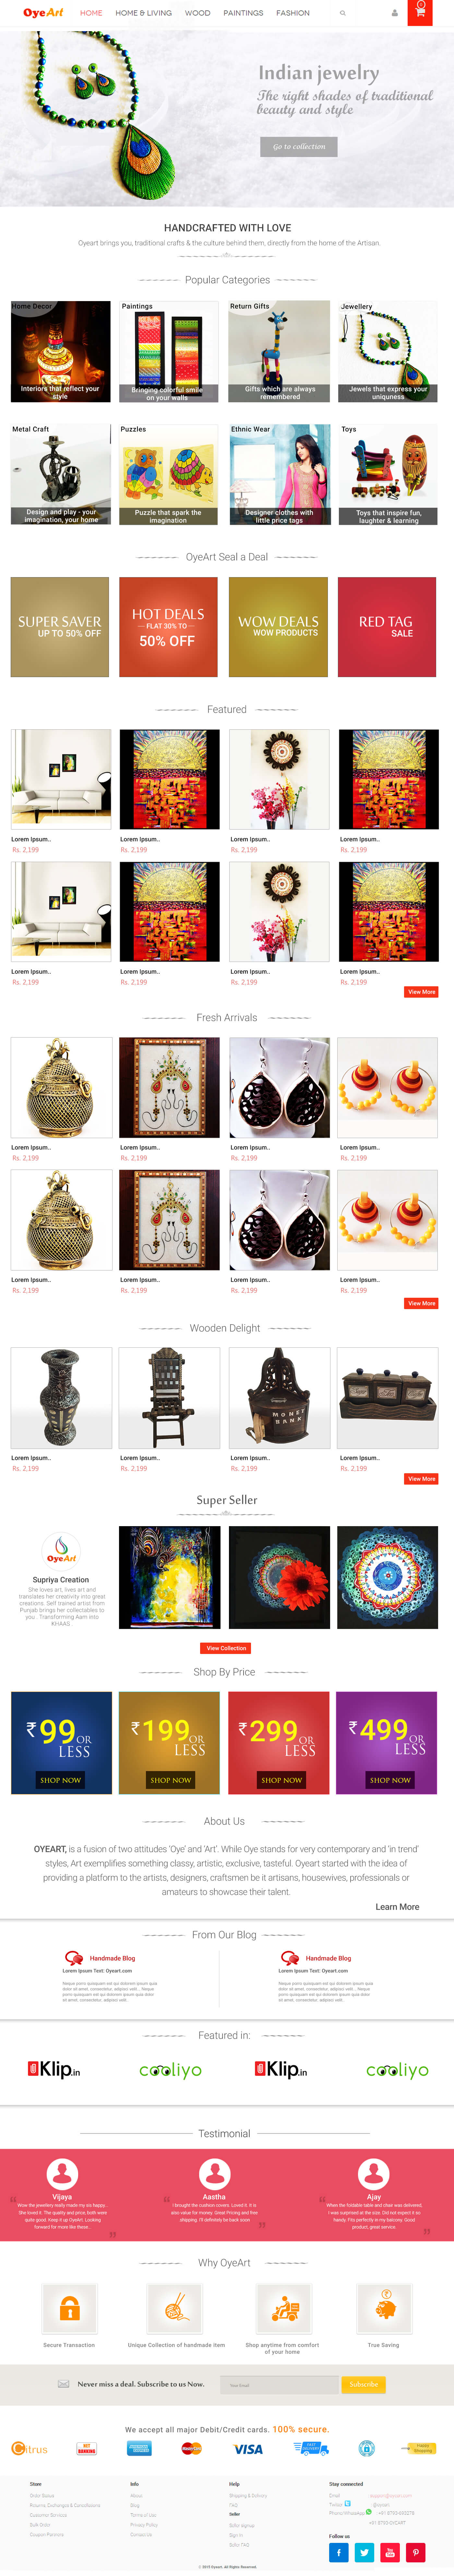 OyeArt HOME HOME & LIVING WOOD PAINTINGS FASHION 0
Indian jewelry
The right shades of traditional
beauty and style
Go to collection
HANDCRAFTED WITH LOVE
Oyeart brings you, traditional crafts & the culture behind them, directly from the home of the Artisan.
Popular Categories
Home Decor
Interiors that reflect your
style
Paintings
Bringing colorful smile
on your walls
Return Gifts
Gifts which are always
remembered
Jewellery
Jewels that express your
uniquness
Metal Craft
Design and play - your
imagination, your home
Puzzles
Puzzle that spark the
imagination
Ethnic Wear
Designer clothes with
little price tags
Toys
Toys that inspire fun,
laughter & learning
OyeArt Seal a Deal
SUPER SAVER
UP TO 50% OFF
HOT DEALS
FLAT 30% TO
50% OFF
WOW DEALS
WOW PRODUCTS
RED TAG
SALE
Featured
Lorem Ipsum.. Lorem Ipsum.. Lorem Ipsum.. Lorem Ipsum..
Rs. 2,199 Rs. 2,199 Rs. 2,199 Rs. 2,199
Lorem Ipsum.. Lorem Ipsum.. Lorem Ipsum.. Lorem Ipsum..
Rs. 2,199 Rs. 2,199 Rs. 2,199 Rs. 2,199
View More
Fresh Arrivals
Lorem Ipsum.. Lorem Ipsum.. Lorem Ipsum.. Lorem Ipsum..
Rs. 2,199 Rs. 2,199 Rs. 2,199 Rs. 2,199
Lorem Ipsum.. Lorem Ipsum.. Lorem Ipsum.. Lorem Ipsum..
Rs. 2,199 Rs. 2,199 Rs. 2,199 Rs. 2,199
View More
Wooden Delight
MONEY
BANK
Lorem Ipsum.. Lorem Ipsum.. Lorem Ipsum.. Lorem Ipsum..
Rs. 2,199 Rs. 2,199 Rs. 2,199 Rs. 2,199
View More
Super Seller
OyeArt
Supriya Creation
She loves art, lives art and
translates her creativity into great
creations. Self trained artist from
Punjab brings her collectables to
you.. Transforming Aam into
KHAAS
View Collection
Shop By Price
₹99 OR
LESS
SHOP NOW
₹199 OR
LESS
SHOP NOW
₹299 OR
LESS
SHOP NOW
₹499 OR
LESS
SHOP NOW
About Us
OYEART, is a fusion of two attitudes 'Oye' and 'Art'. While Oye stands for very contemporary and 'in trend'
styles, Art exemplifies something classy, artistic, exclusive, tasteful. Oyeart started with the idea of
providing a platform to the artists, designers, craftsmen be it artisans, housewives, professionals or
amateurs to showcase their talent.
Learn More
From Our Blog
Handmade Blog
Lorem Ipsum Text: Oyeart.com
Neque porro quisquam est qui dolorem ipsum quia
dolor sit amet, consectetur, adipisci velit. , Neque
porro quisquam est qui dolorem ipsum quia dolor
sit amet, consectetur, adipisci velit.
Handmade Blog
Lorem Ipsum Text: Oyeart.com
Neque porro quisquam est qui dolorem ipsum quia
dolor sit amet, consectetur, adipisci velit. , Neque
porro quisquam est qui dolorem ipsum quia dolor
sit amet, consectetur, adipisci velit.
Featured in:
Klip.in cooliyo Klip.in cooliyo
Testimonial
Vijaya
Wow the jewellery really made my sis happy..
She loved it. The quality and price, both were
quite good. Keep it up OyeArt. Looking
forward for more like these..
Aastha
I brought the cushion covers. Loved it. It is
also value for money. Great Pricing and free
shipping. I'll definitely be back soon
Ajay
When the foldable table and chair was delivered,
I was surprised at the size. Did not expect it so
handy. Fits perfectly in my balcony. Good
product, great service.
Why OyeArt
Secure Transaction
Unique Collection of handmade item
Shop anytime from comfort
of your home
True Saving
Never miss a deal. Subscribe to us Now. Your Email Subscribe
We accept all major Debit/Credit cards. 100% secure.
Citrus NET
BANKING MasterCard VISA FAST
DELIVERY Happy
Shopping
Store
Order Status
Returns, Exchanges & Cancellations
Customer Services
Bulk Order
Coupon Partners
Info
About
Blog
Terms of Use
Privacy Policy
Contact Us
Help
Shipping & Delivery
FAQ
Seller
Seller signup
Sign In
Seller FAQ
Stay connected
Email
Twitter
Phone/WhatsApp
Follow us
You
© 2015 Oyeart. All Rights Reserved.